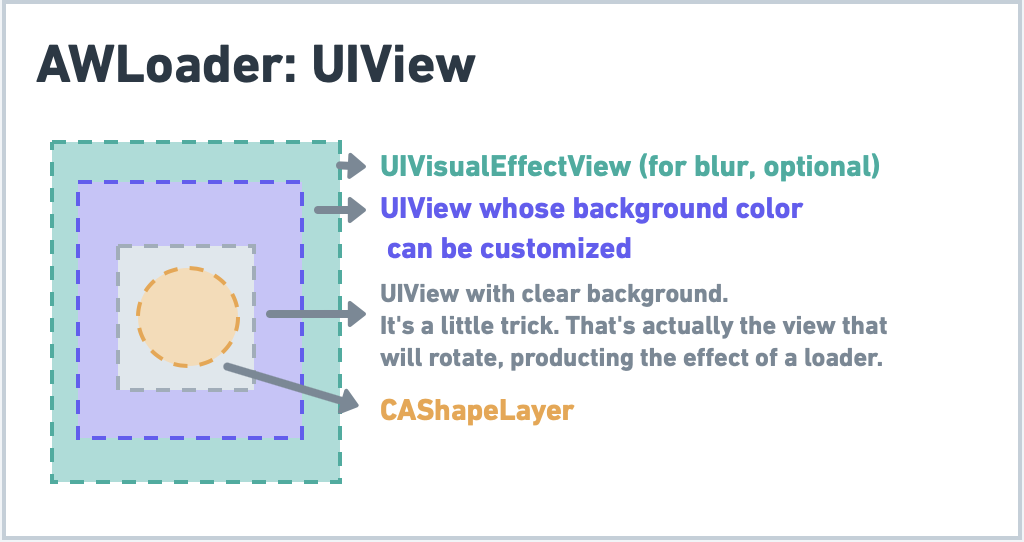 AWLoader: UIView
UIVisualEffectView (for blur, optional)
UIView whose background color
can be customized
UIView with clear background.
It's a little trick. That's actually the view that
will rotate, producting the effect of a loader.
CAShapeLayer